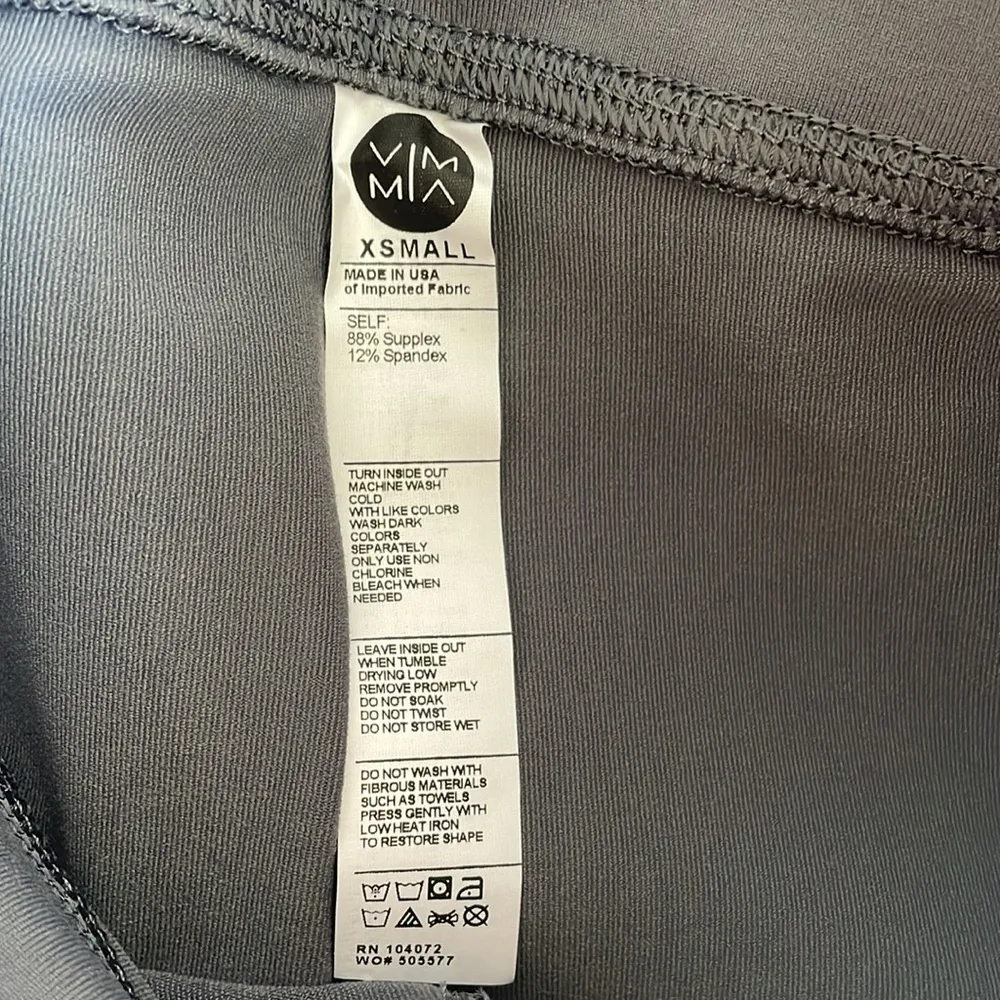 VIM
MIA
XSMALL
MADE IN USA
of Imported Fabric
SELF:
88% Supplex
12% Spandex
TURN INSIDE OUT
MACHINE WASH
COLD
WITH LIKE COLORS
WASH DARK
COLORS
SEPARATELY
ONLY USE NON
CHLORINE
BLEACH WHEN
NEEDED
LEAVE INSIDE OUT
WHEN TUMBLE
DRYING LOW
REMOVE PROMPTLY
DO NOT SOAK
DO NOT TWIST
DO NOT STORE WET
DO NOT WASH WITH
FIBROUS MATERIALS
SUCH AS TOWELS
PRESS GENTLY WITH
LOW HEAT IRON
TO RESTORE SHAPE
RN 104072
WO# 505577